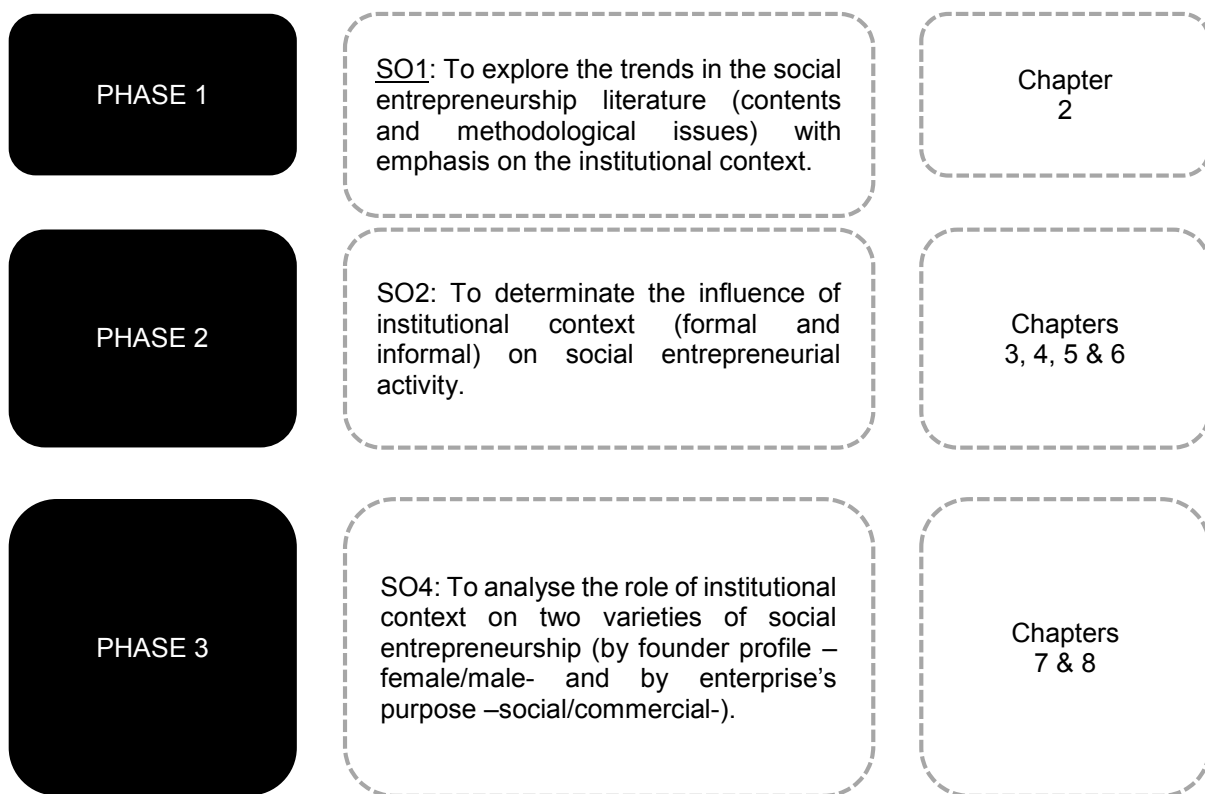 PHASE 1
SO1: To explore the trends in the social
entrepreneurship literature (contents
and methodological issues) with
emphasis on the institutional context.
Chapter
2
PHASE 2
SO2: To determinate the influence of
institutional context (formal and
informal) on social entrepreneurial
activity.
Chapters
3, 4, 5 & 6
PHASE 3
SO4: To analyse the role of institutional
context on two varieties of social
entrepreneurship (by founder profile –
female/male- and by enterprise’s
purpose –social/commercial-).
Chapters
7 & 8